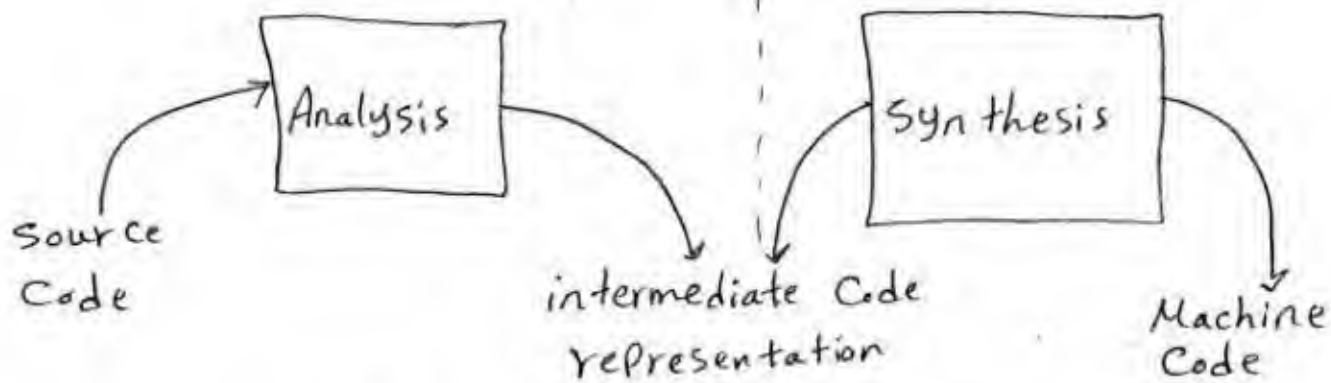 Analysis
Synthesis
Source
Code
intermediate Code
representation
Machine
Code